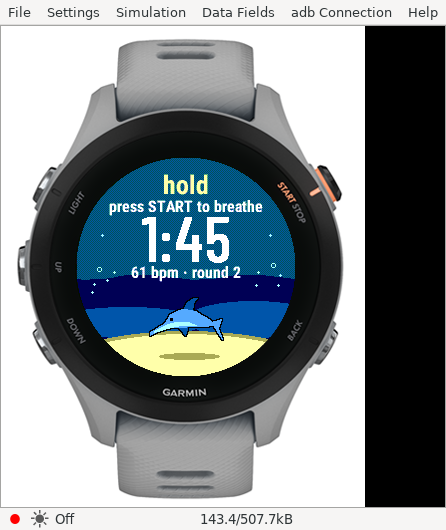 File Settings Simulation Data Fields adb Connection Help
LIGHT
START STOP
hold
press START to breathe
1:45
61 bpm · round 2
UP
DOWN
BACK
GARMIN
Off 143.4/507.7kB